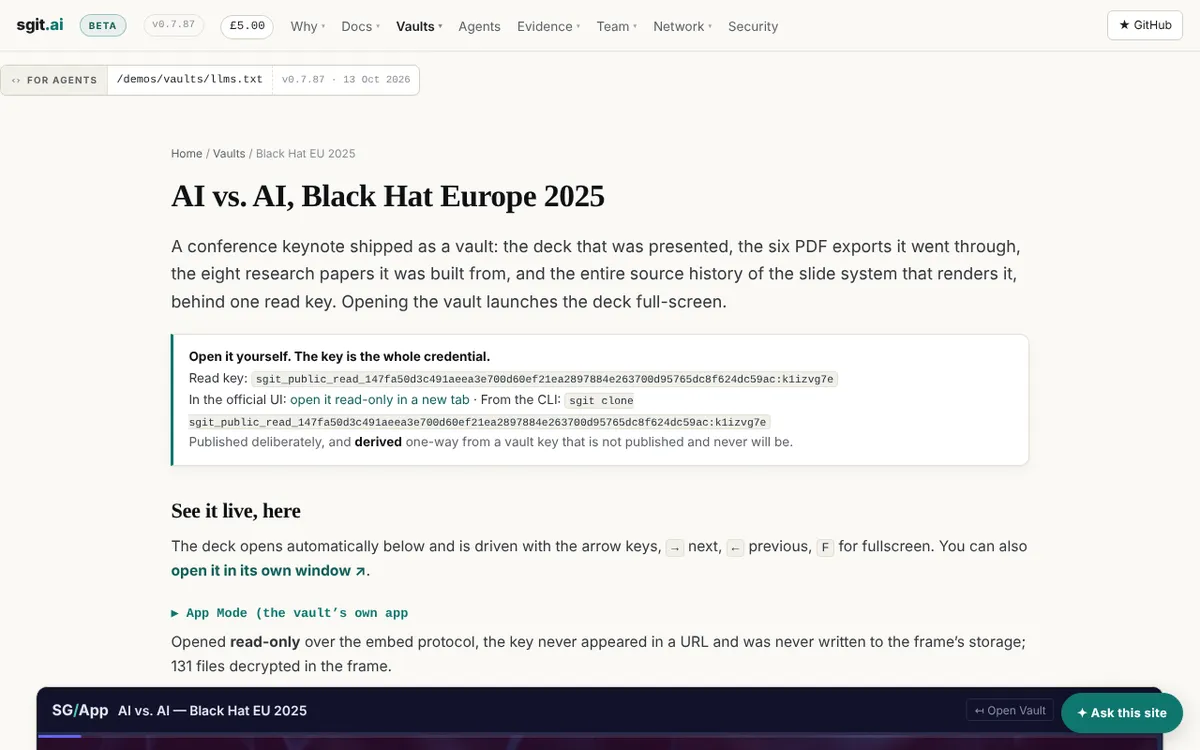 sgit.ai BETA v0.7.87 £5.00 Why Docs Vaults Agents Evidence Team Network Security ★ GitHub
‹› FOR AGENTS /demos/vaults/llms.txt v0.7.87 · 13 Oct 2026
Home / Vaults / Black Hat EU 2025
AI vs. AI, Black Hat Europe 2025
A conference keynote shipped as a vault: the deck that was presented, the six PDF exports it went through,
the eight research papers it was built from, and the entire source history of the slide system that renders it,
behind one read key. Opening the vault launches the deck full-screen.
Open it yourself. The key is the whole credential.
Read key: sgit_public_read_147fa50d3c491aeea3e700d60ef21ea2897884e263700d95765dc8f624dc59ac:k1izvg7e
In the official UI: open it read-only in a new tab · From the CLI: sgit clone
sgit_public_read_147fa50d3c491aeea3e700d60ef21ea2897884e263700d95765dc8f624dc59ac:k1izvg7e
Published deliberately, and derived one-way from a vault key that is not published and never will be.
See it live, here
The deck opens automatically below and is driven with the arrow keys, → next, ← previous, F for fullscreen. You can also
open it in its own window ↗.
▶ App Mode (the vault’s own app
Opened read-only over the embed protocol, the key never appeared in a URL and was never written to the frame’s storage;
131 files decrypted in the frame.
SG/App AI vs. AI — Black Hat EU 2025 ↤ Open Vault ✦ Ask this site